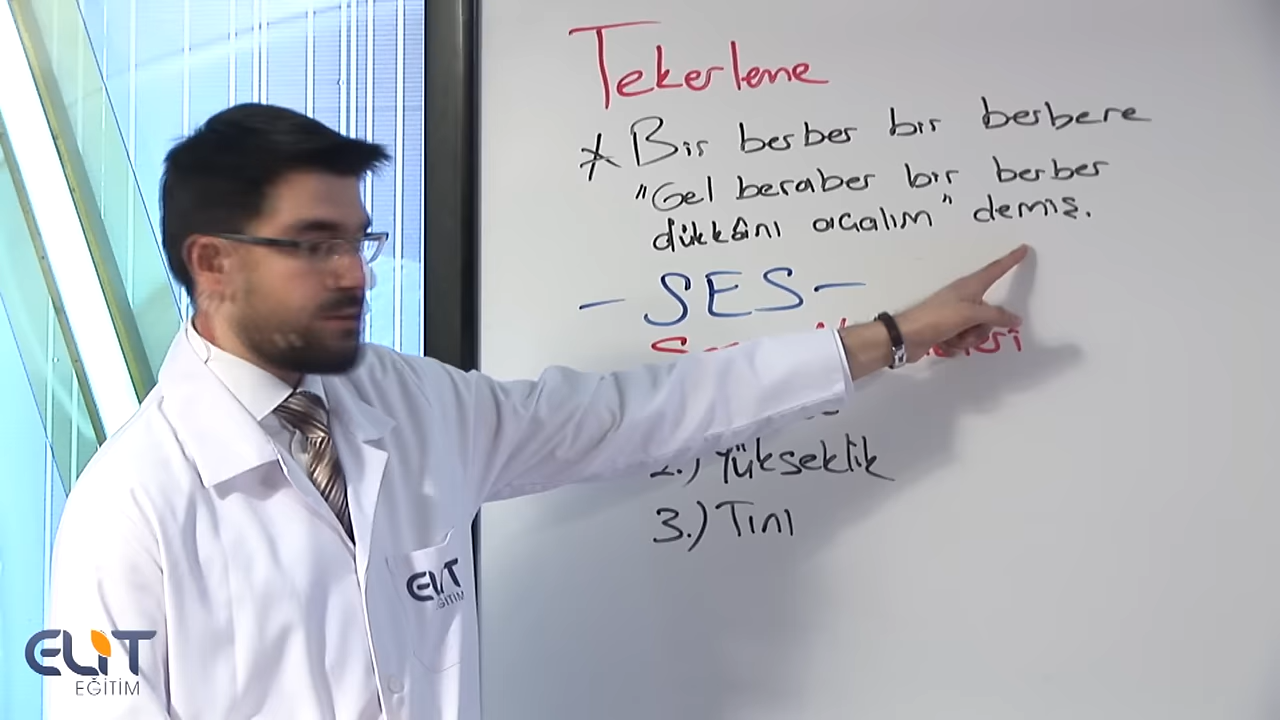 Tekerleme
* Bir berber bir berbere
"Gel beraber bir berber
dükkânı açalım" demiş.
- SES -
2.) Yükseklik
3.) Tını
ELİT
EĞİTİM
ELİT
EĞİTİM